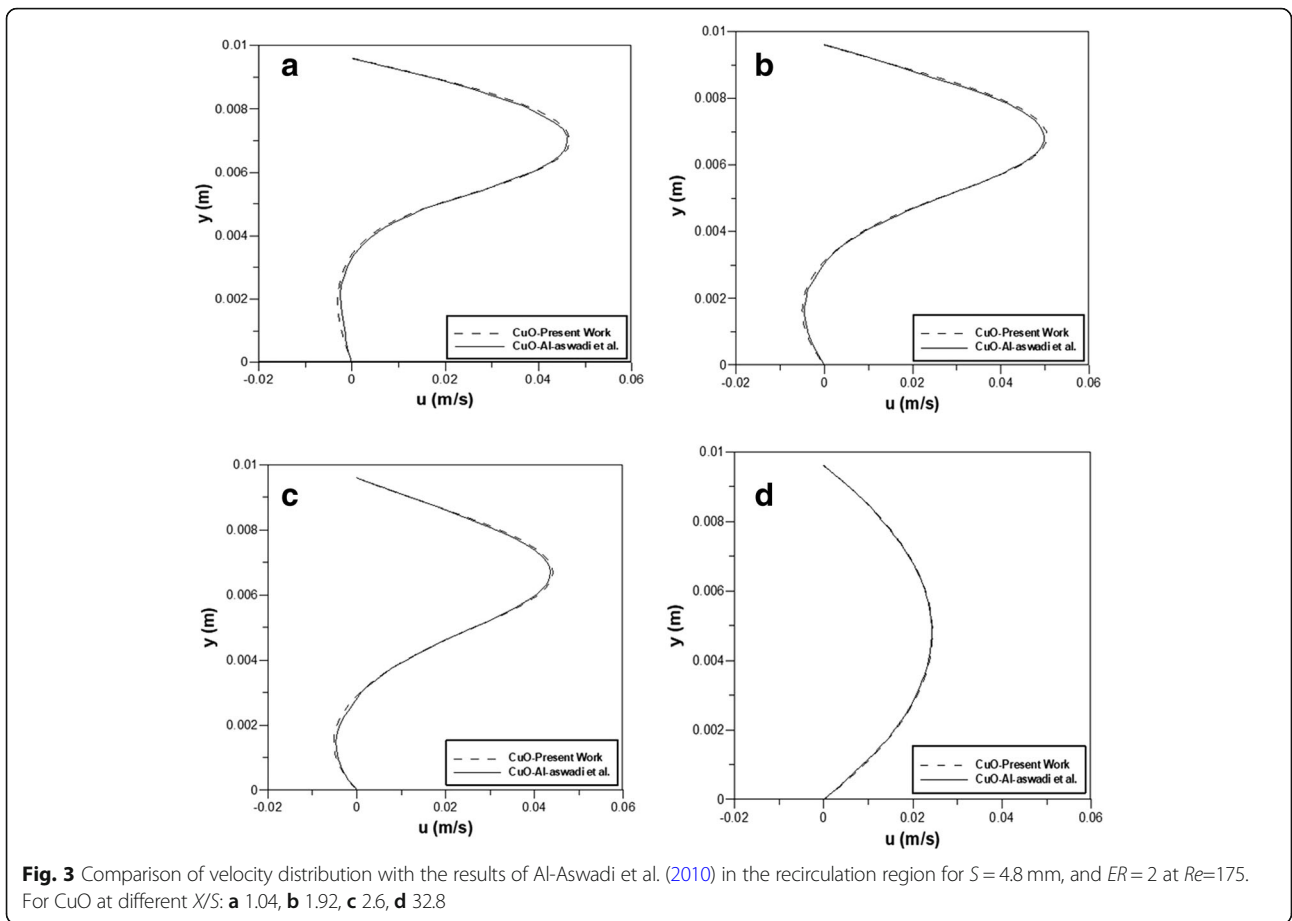 a
0.01
0.008
0.006
0.004
0.002
0
y (m)
-0.02 0 0.02 0.04 0.06
u (m/s)
CuO-Present Work
CuO-Al-aswadi et al.
b
0.01
0.008
0.006
0.004
0.002
0
y (m)
-0.02 0 0.02 0.04 0.06
u (m/s)
CuO-Present Work
CuO-Al-aswadi et al.
c
0.01
0.008
0.006
0.004
0.002
0
y (m)
-0.02 0 0.02 0.04 0.06
u (m/s)
CuO-Present Work
CuO-Al-aswadi et al.
d
0.01
0.008
0.006
0.004
0.002
0
y (m)
-0.02 0 0.02 0.04 0.06
u (m/s)
CuO-Present Work
CuO-Al-aswadi et al.
Fig. 3 Comparison of velocity distribution with the results of Al-Aswadi et al. (2010) in the recirculation region for S = 4.8 mm, and ER = 2 at Re=175.
For CuO at different X/S: a 1.04, b 1.92, c 2.6, d 32.8